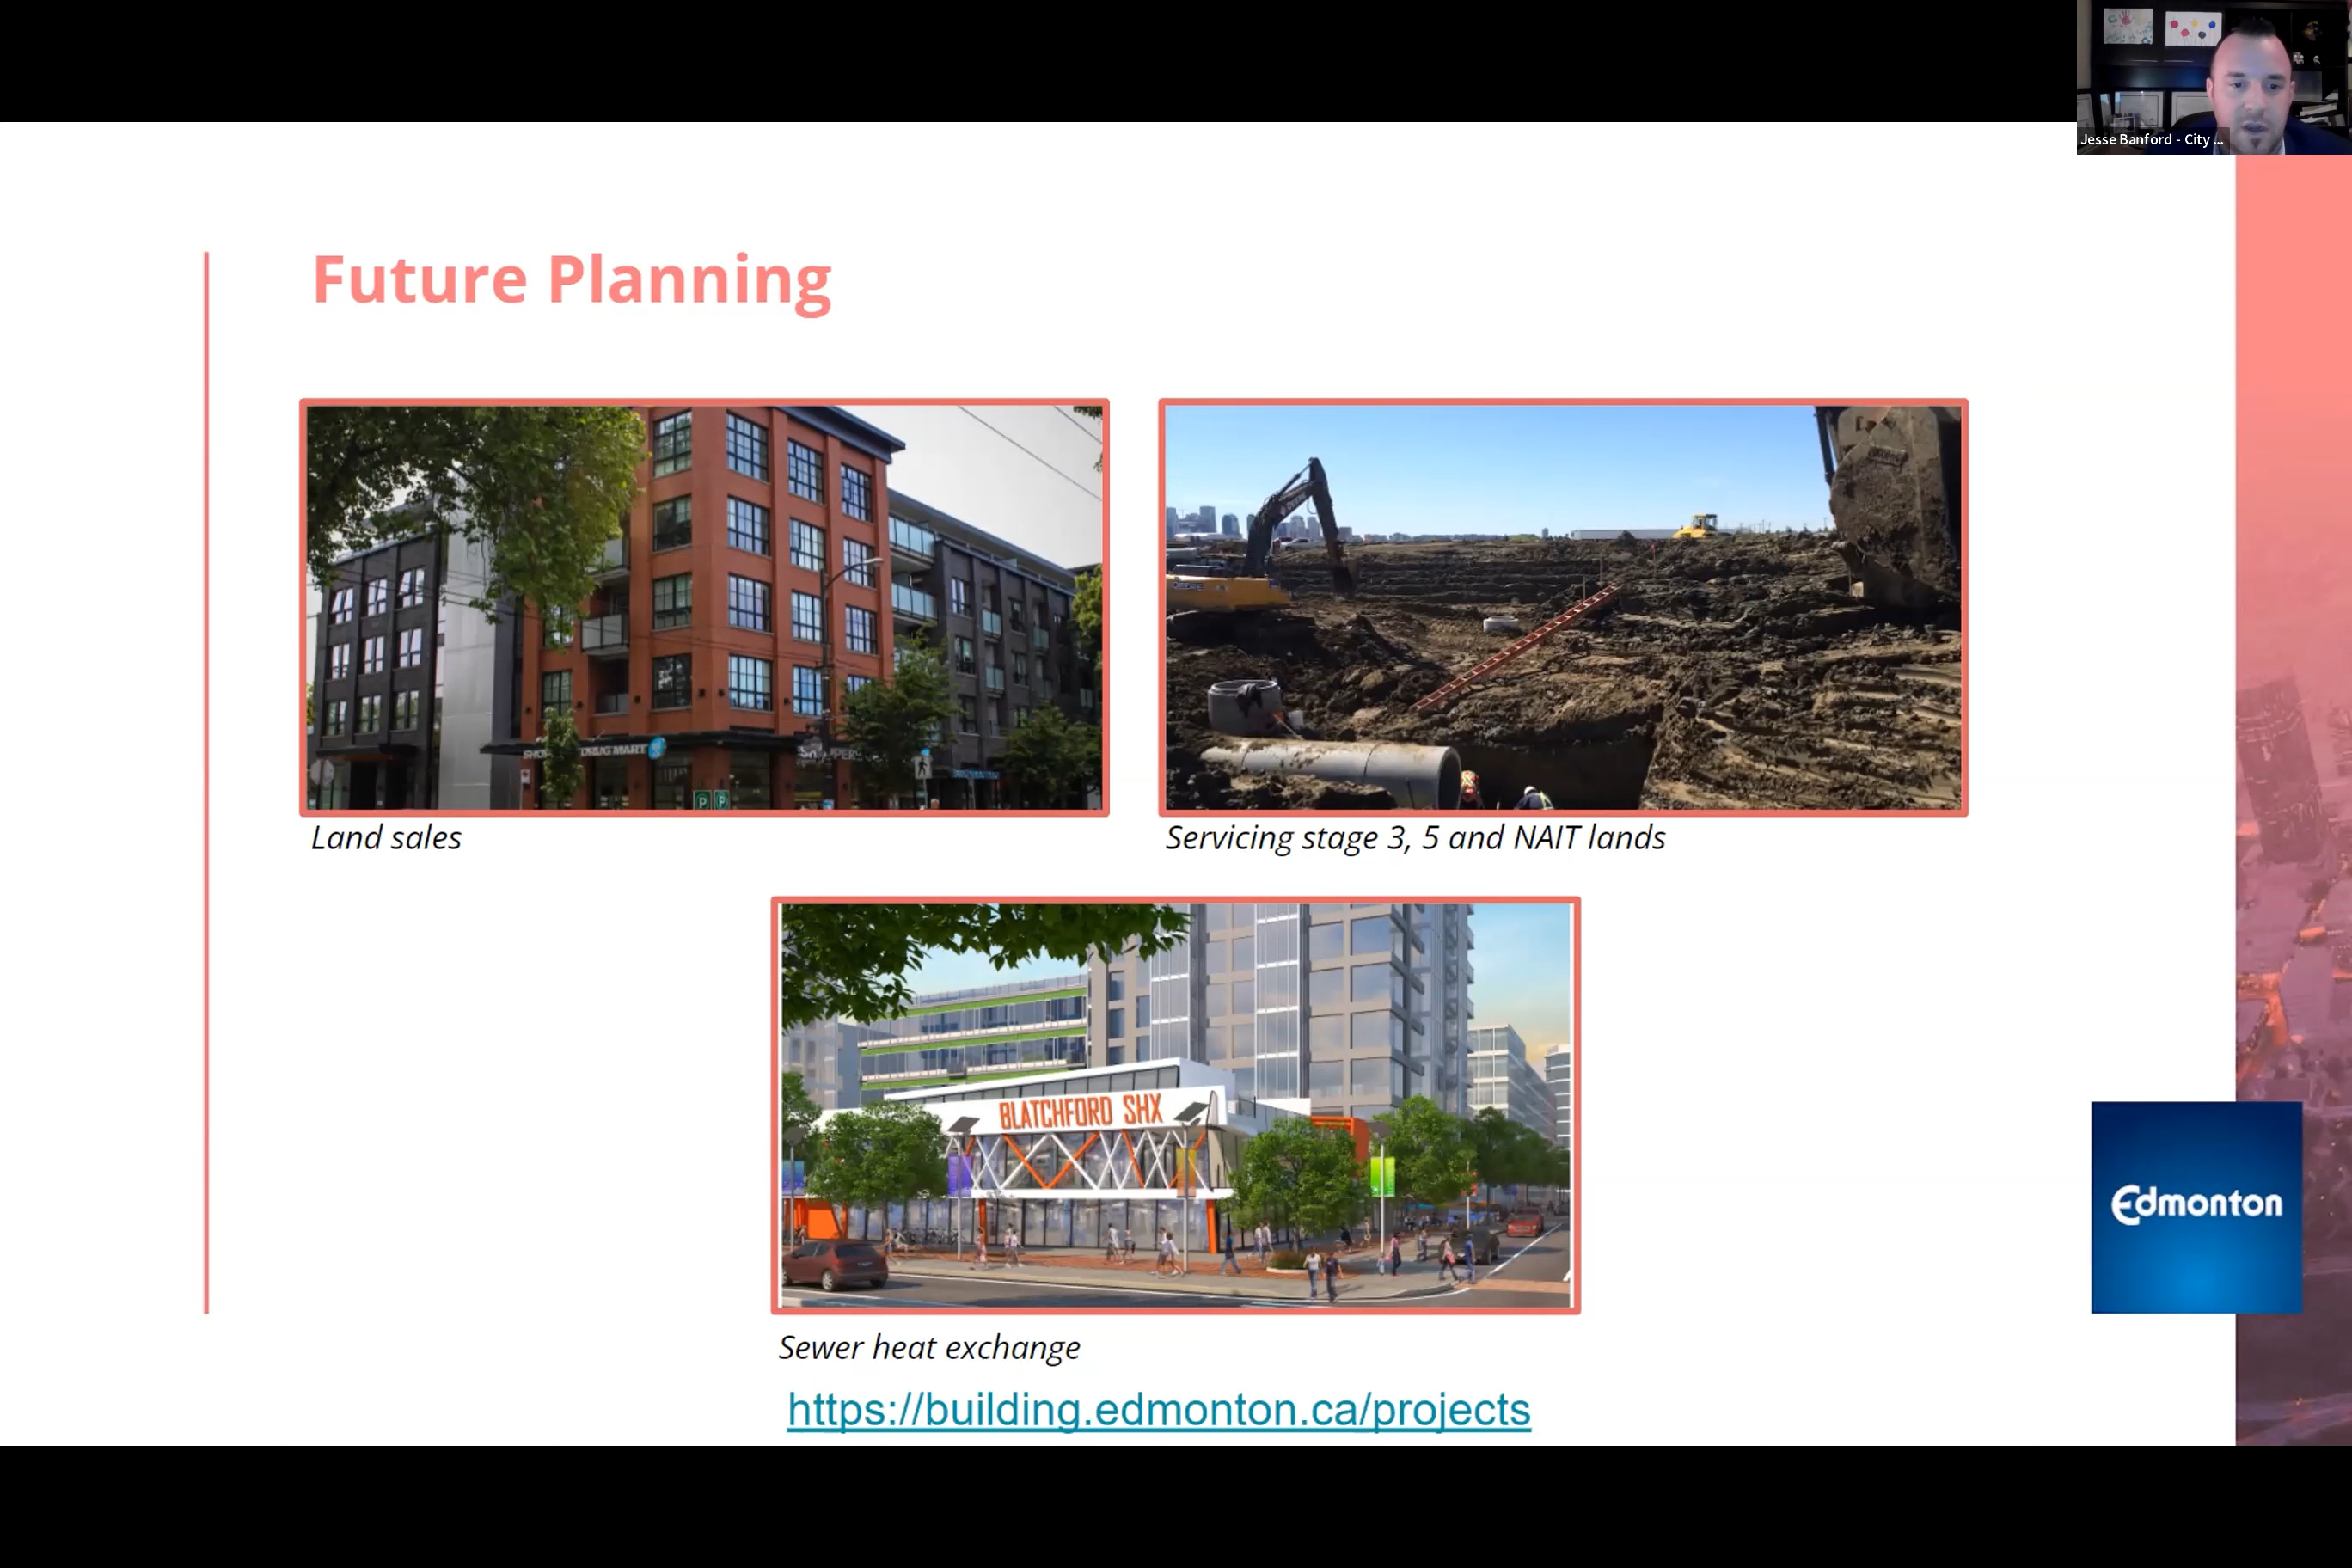 Jesse Banford - City ...
Future Planning
DRUG MART
DEERE
Land sales
Servicing stage 3, 5 and NAIT lands
BLATCHFORD SHX
Edmonton
Sewer heat exchange
https://building.edmonton.ca/projects